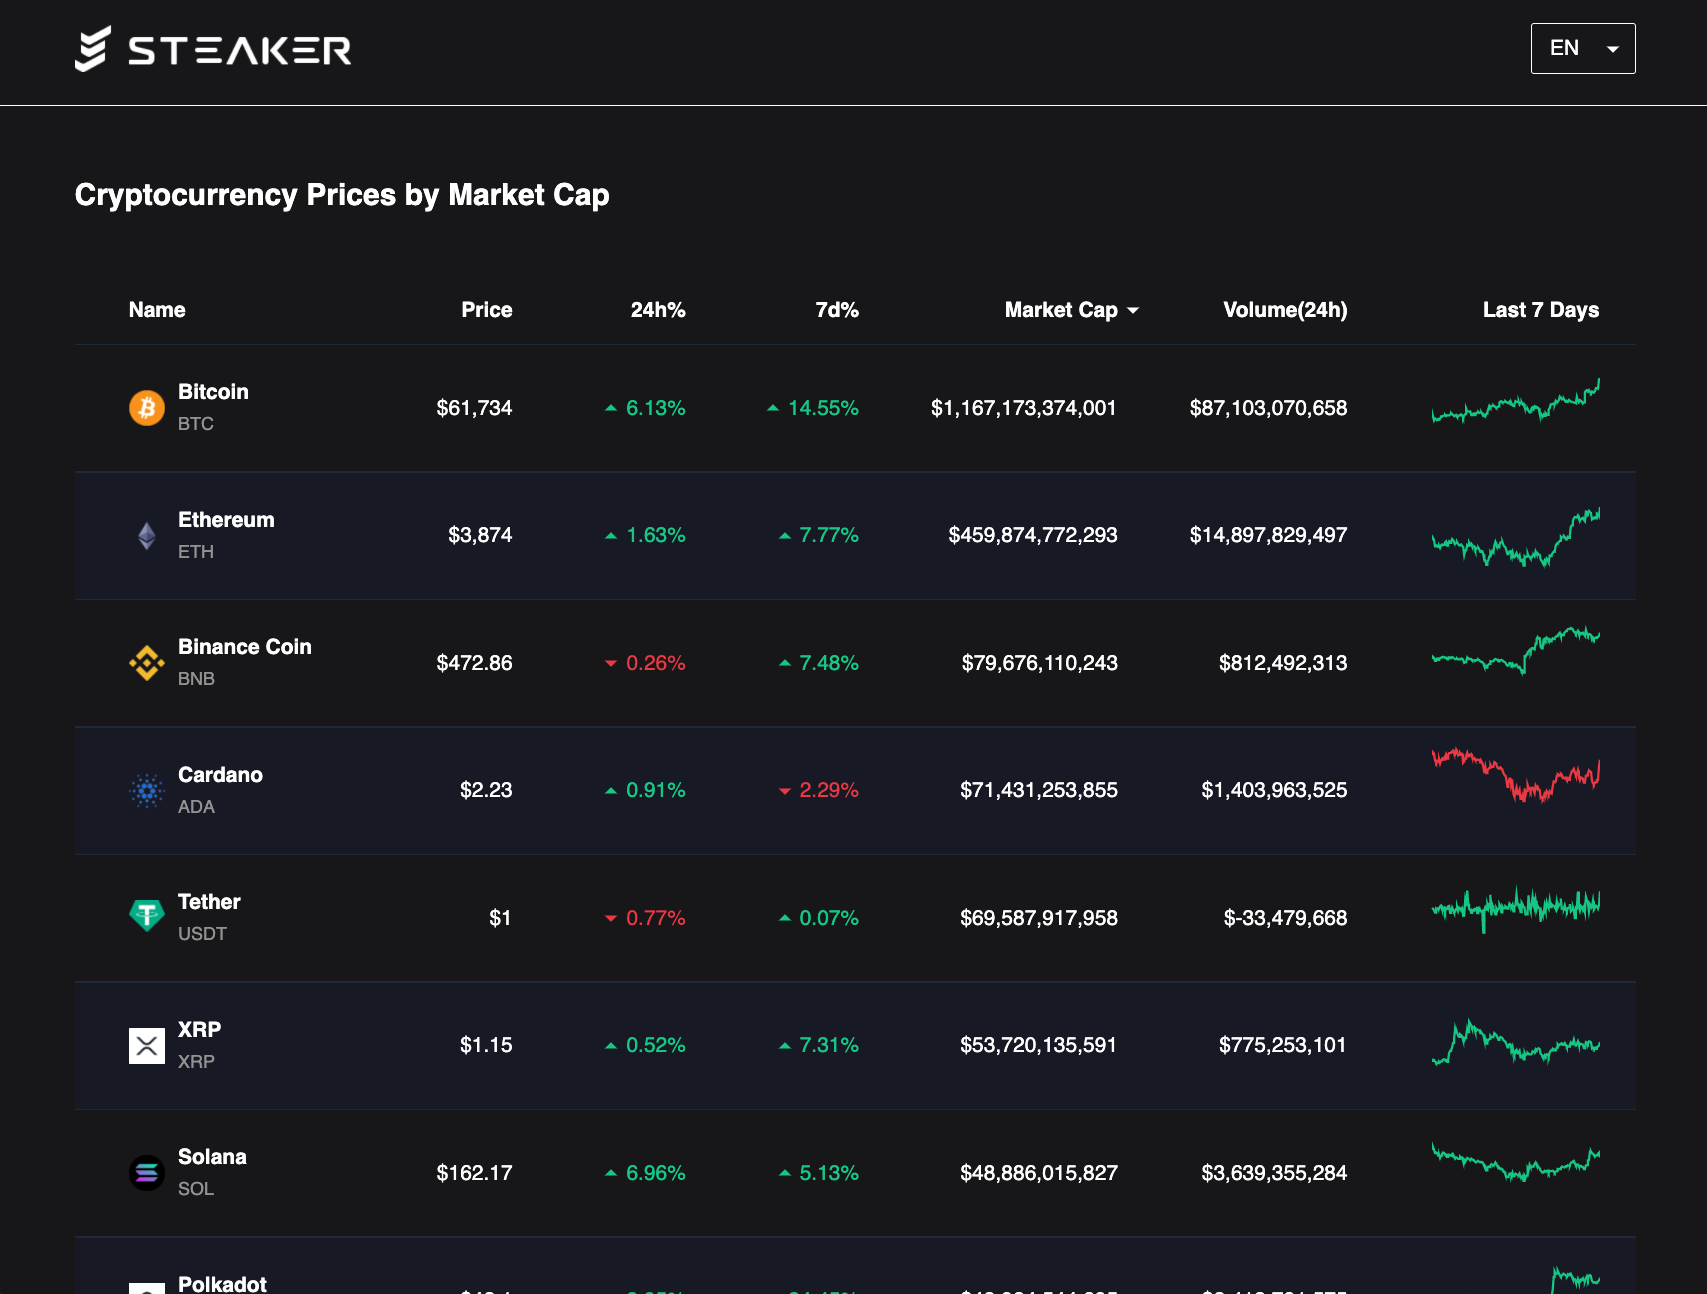 STEAKER
EN
Cryptocurrency Prices by Market Cap
Name Price 24h% 7d% Market Cap Volume(24h) Last 7 Days
Bitcoin
BTC
$61,734 6.13% 14.55% $1,167,173,374,001 $87,103,070,658
Ethereum
ETH
$3,874 1.63% 7.77% $459,874,772,293 $14,897,829,497
Binance Coin
BNB
$472.86 0.26% 7.48% $79,676,110,243 $812,492,313
Cardano
ADA
$2.23 0.91% 2.29% $71,431,253,855 $1,403,963,525
Tether
USDT
$1 0.77% 0.07% $69,587,917,958 $-33,479,668
XRP
XRP
$1.15 0.52% 7.31% $53,720,135,591 $775,253,101
Solana
SOL
$162.17 6.96% 5.13% $48,886,015,827 $3,639,355,284
Polkadot